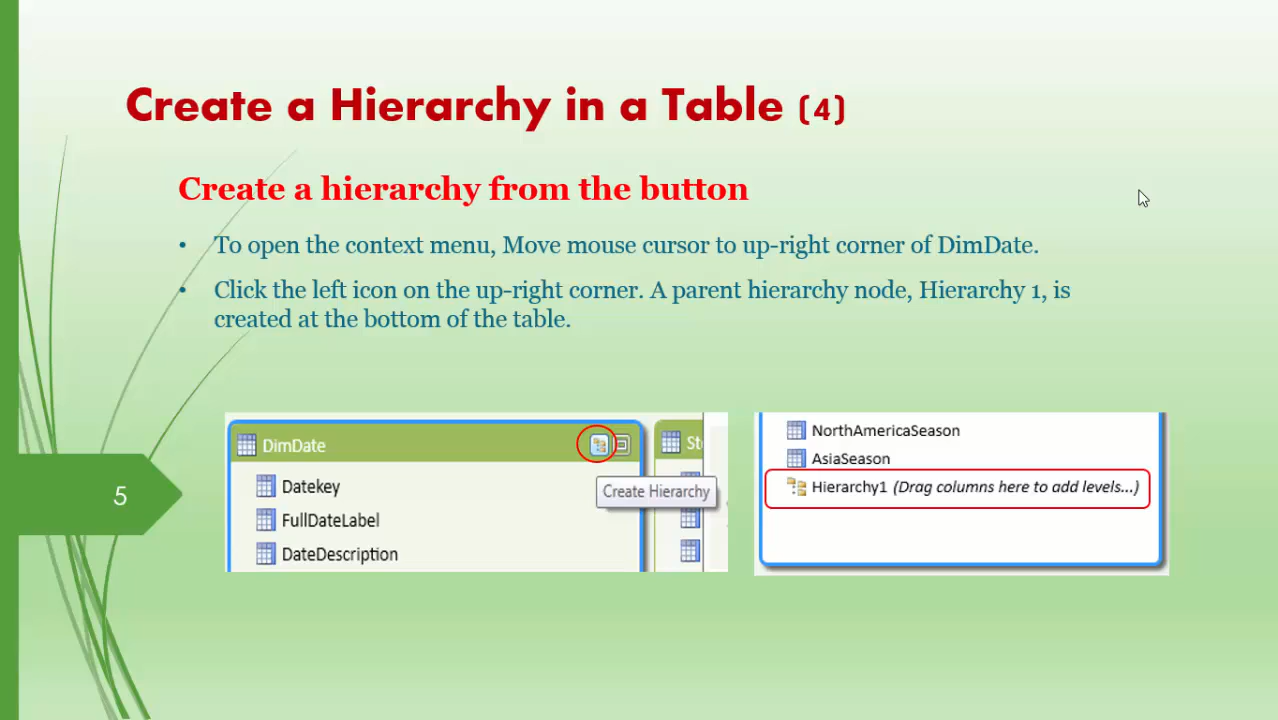 Create a Hierarchy in a Table (4)
Create a hierarchy from the button
• To open the context menu, Move mouse cursor to up-right corner of DimDate.
• Click the left icon on the up-right corner. A parent hierarchy node, Hierarchy 1, is
created at the bottom of the table.
5
DimDate
Datekey
FullDateLabel
DateDescription
Create Hierarchy
NorthAmericaSeason
AsiaSeason
Hierarchy1 (Drag columns here to add levels...)